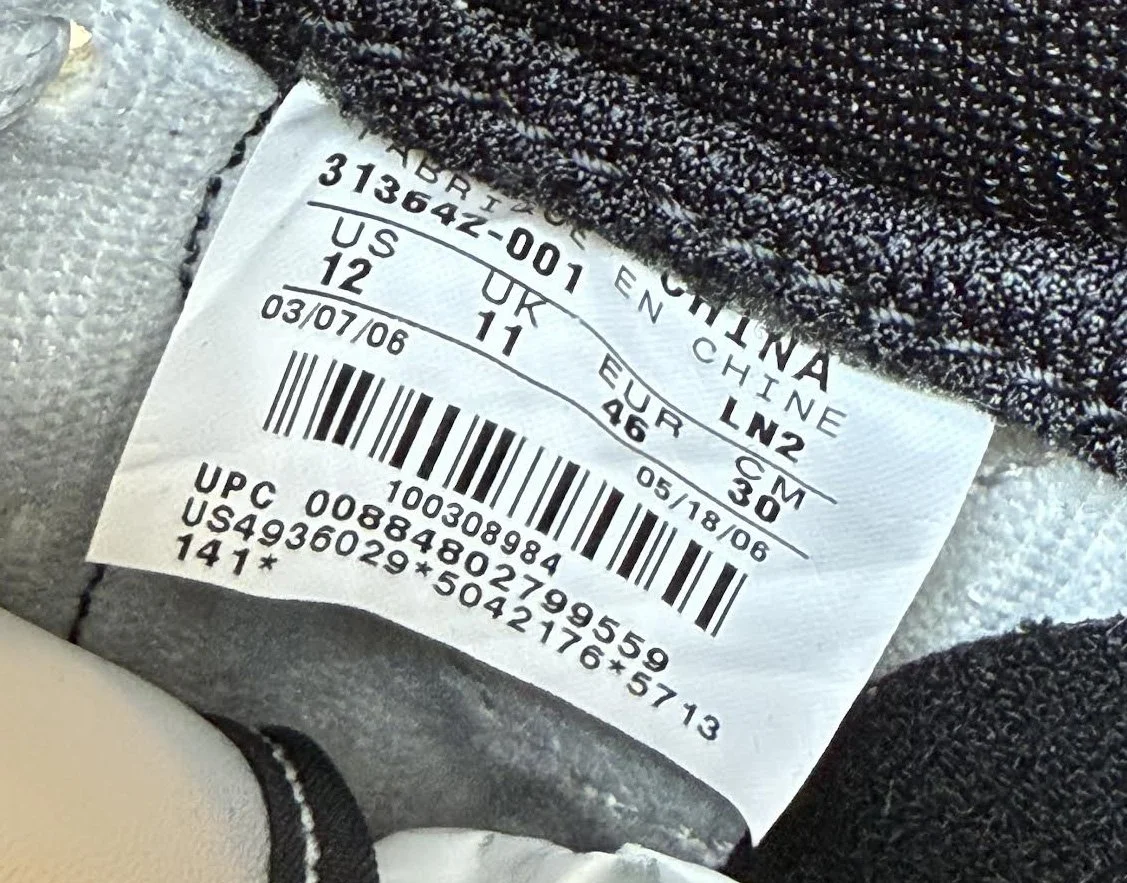 CHINA
FABRIQUE EN CHINE
313642-001 LN2
US UK EUR CM
12 11 46 30
03/07/06 05/18/06
100308984
UPC 00884802799559
US4936029*5042176*5713
141*